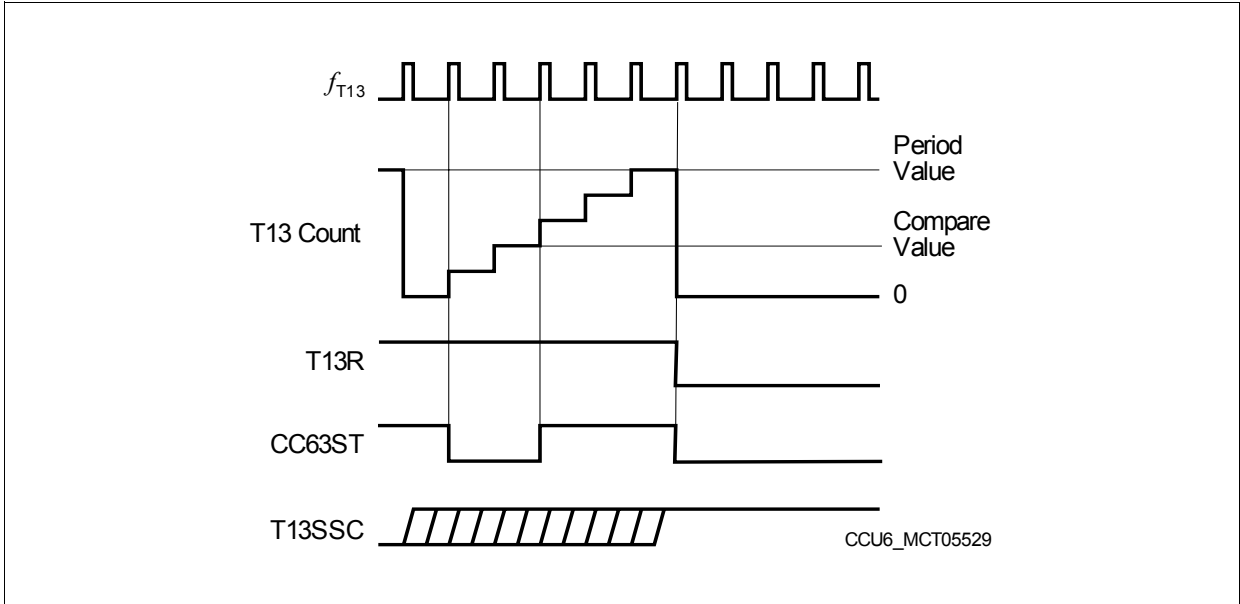 fT13
Period
Value
T13 Count
Compare
Value
0
T13R
CC63ST
T13SSC
CCU6_MCT05529